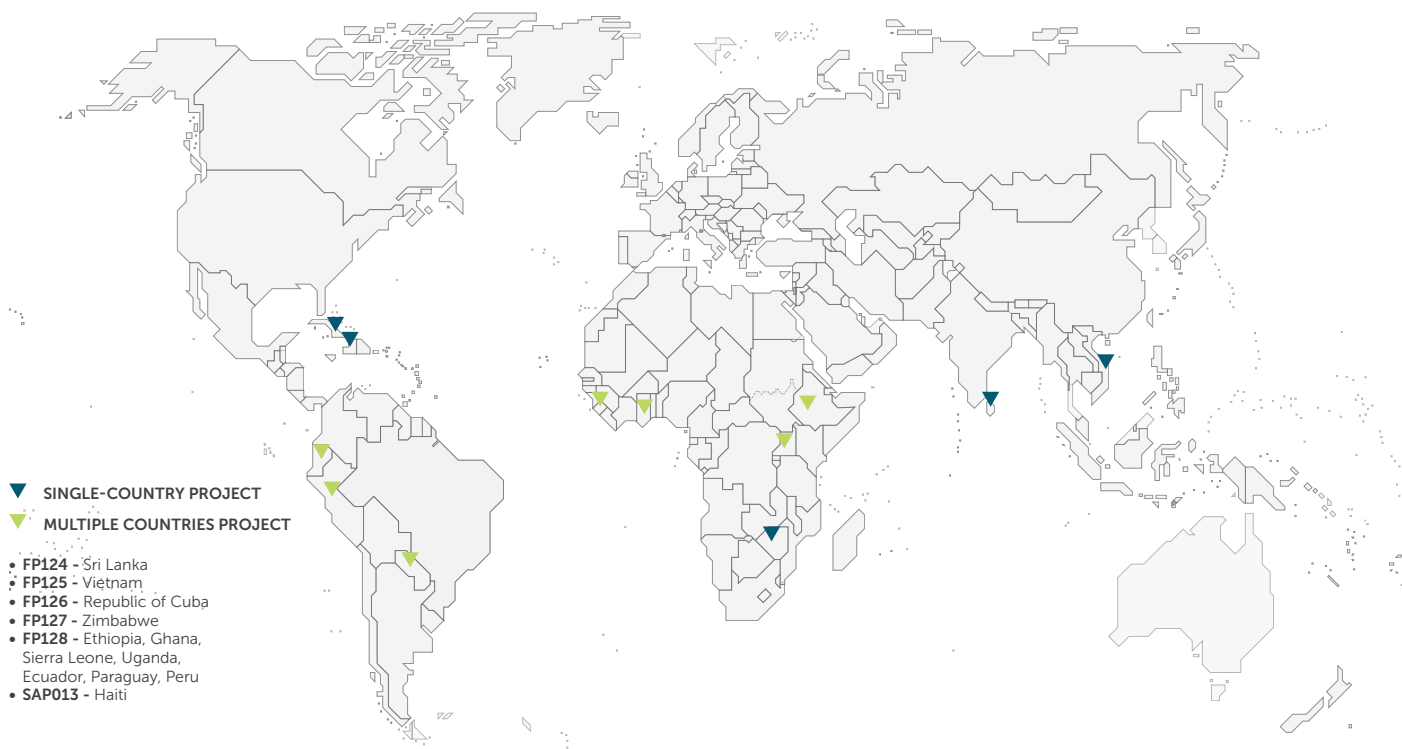 SINGLE-COUNTRY PROJECT
MULTIPLE COUNTRIES PROJECT
• FP124 - Sri Lanka
• FP125 - Vietnam
• FP126 - Republic of Cuba
• FP127 - Zimbabwe
• FP128 - Ethiopia, Ghana,
Sierra Leone, Uganda,
Ecuador, Paraguay, Peru
• SAP013 - Haiti